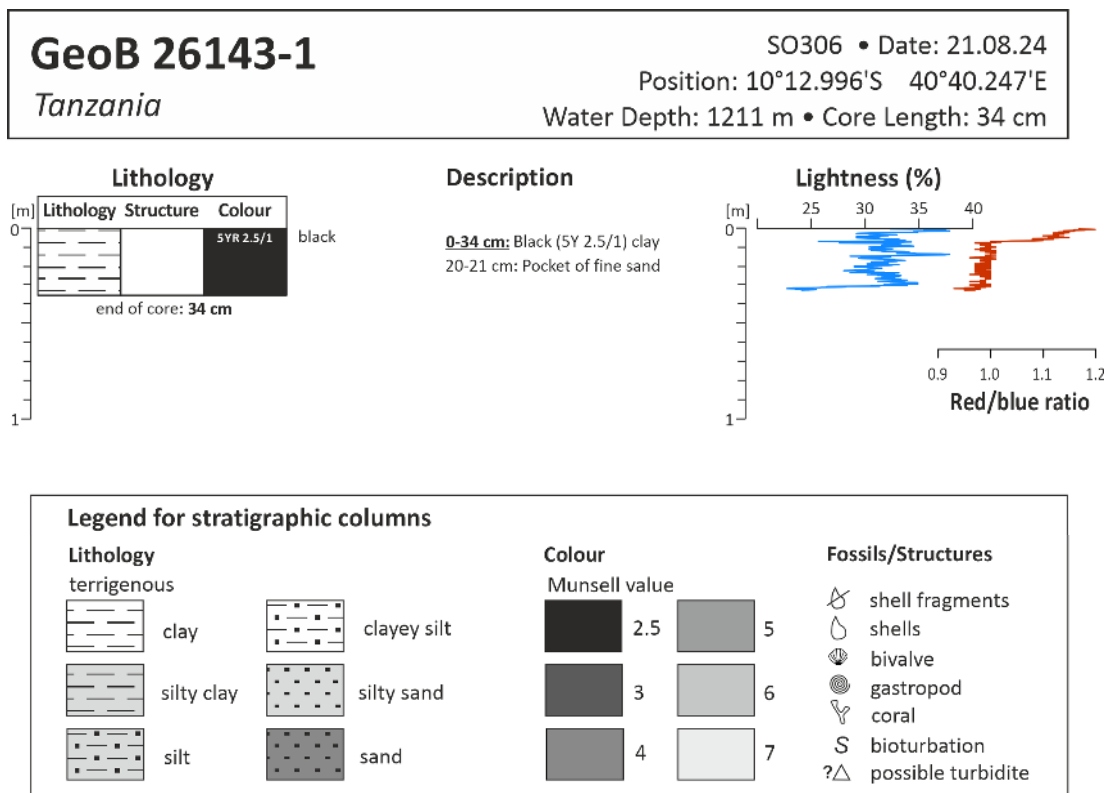 GeoB 26143-1
Tanzania
SO306 • Date: 21.08.24
Position: 10°12.996'S 40°40.247'E
Water Depth: 1211 m • Core Length: 34 cm
Lithology
[m] Lithology Structure Colour
0
5YR 2.5/1
black
end of core: 34 cm
1
Description
0-34 cm: Black (5Y 2.5/1) clay
20-21 cm: Pocket of fine sand
Lightness (%)
[m] 25 30 35 40
0
1
0.9 1.0 1.1 1.2
Red/blue ratio
Legend for stratigraphic columns
Lithology
terrigenous
clay
clayey silt
silty clay
silty sand
silt
sand
Colour
Munsell value
2.5 5
3 6
4 7
Fossils/Structures
shell fragments
shells
bivalve
gastropod
coral
S bioturbation
?△ possible turbidite